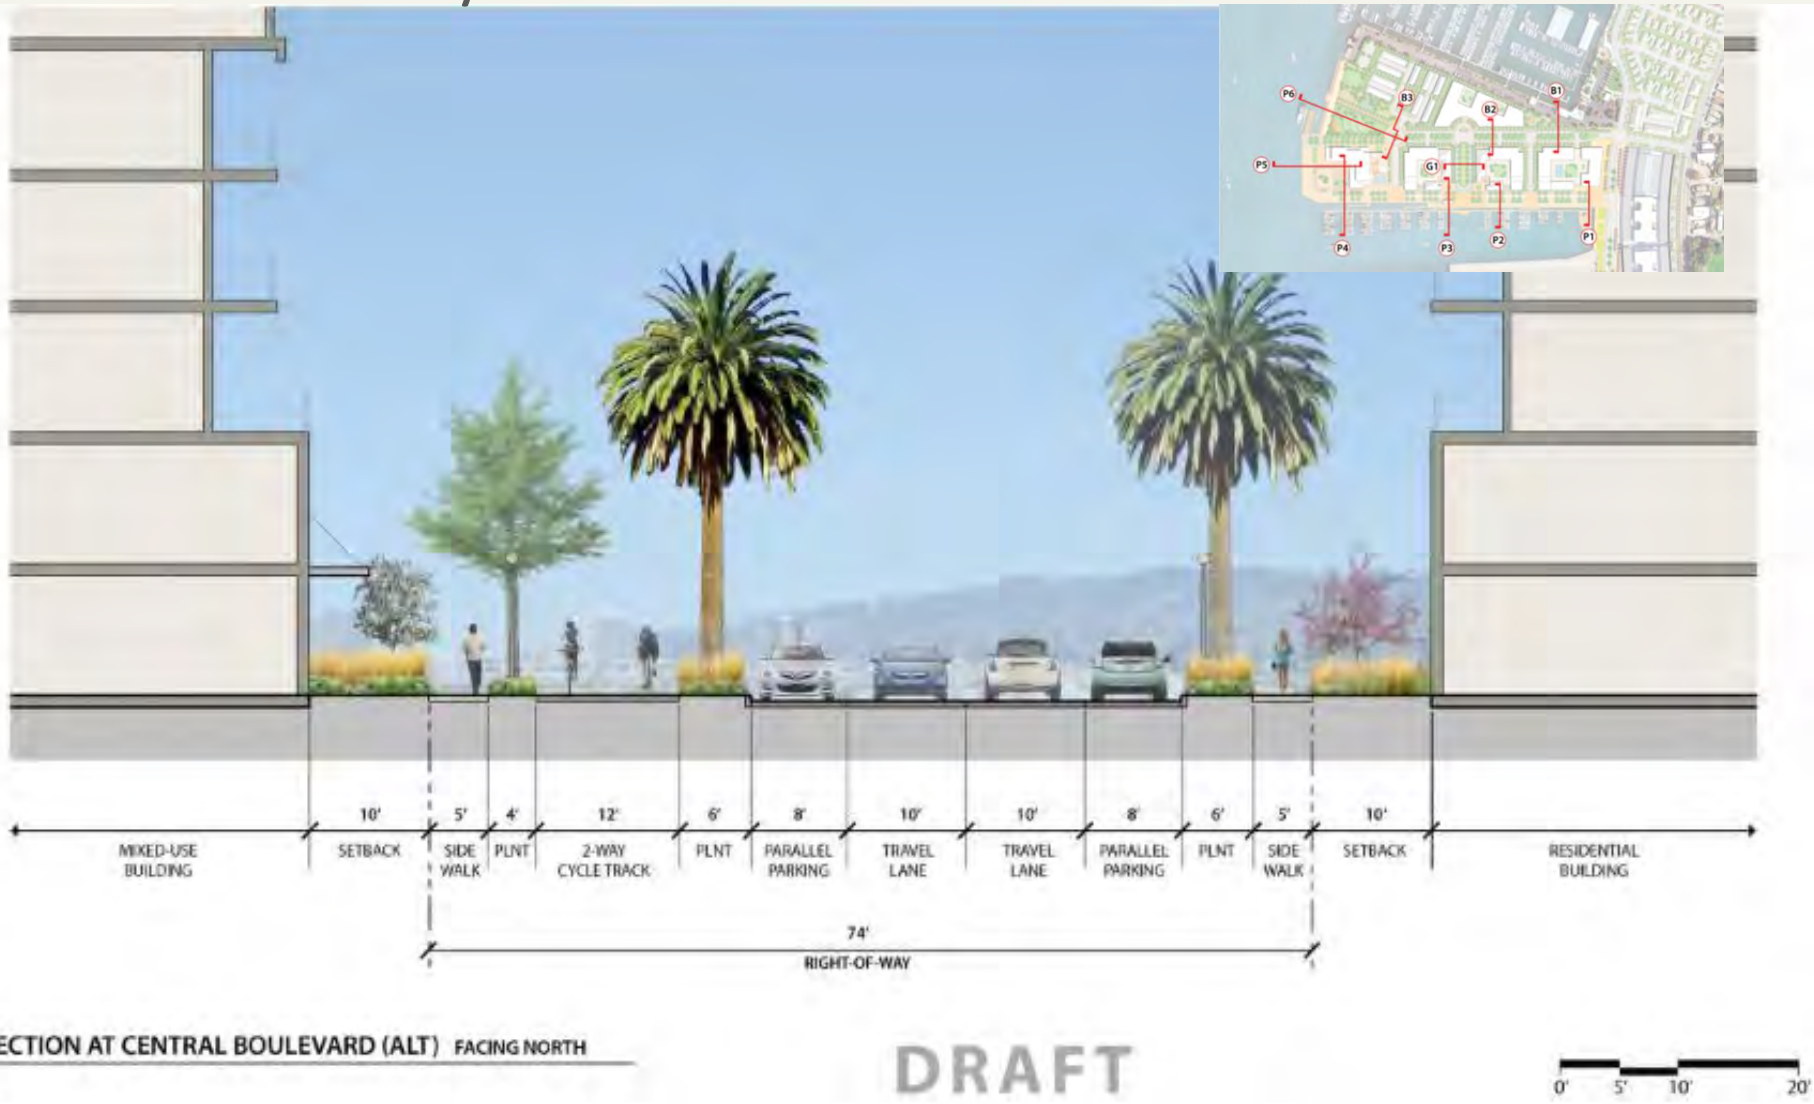 P6
B3
B2
B1
P5
G1
P4
P3
P2
P1
10'
5'
4'
12'
6'
8'
10'
10'
8'
6'
5'
10'
MIXED-USE
BUILDING
SETBACK
SIDE
WALK
PLNT
2-WAY
CYCLE TRACK
PLNT
PARALLEL
PARKING
TRAVEL
LANE
TRAVEL
LANE
PARALLEL
PARKING
PLNT
SIDE
WALK
SETBACK
RESIDENTIAL
BUILDING
74'
RIGHT-OF-WAY
ECTION AT CENTRAL BOULEVARD (ALT) FACING NORTH
DRAFT
0' 5' 10' 20'